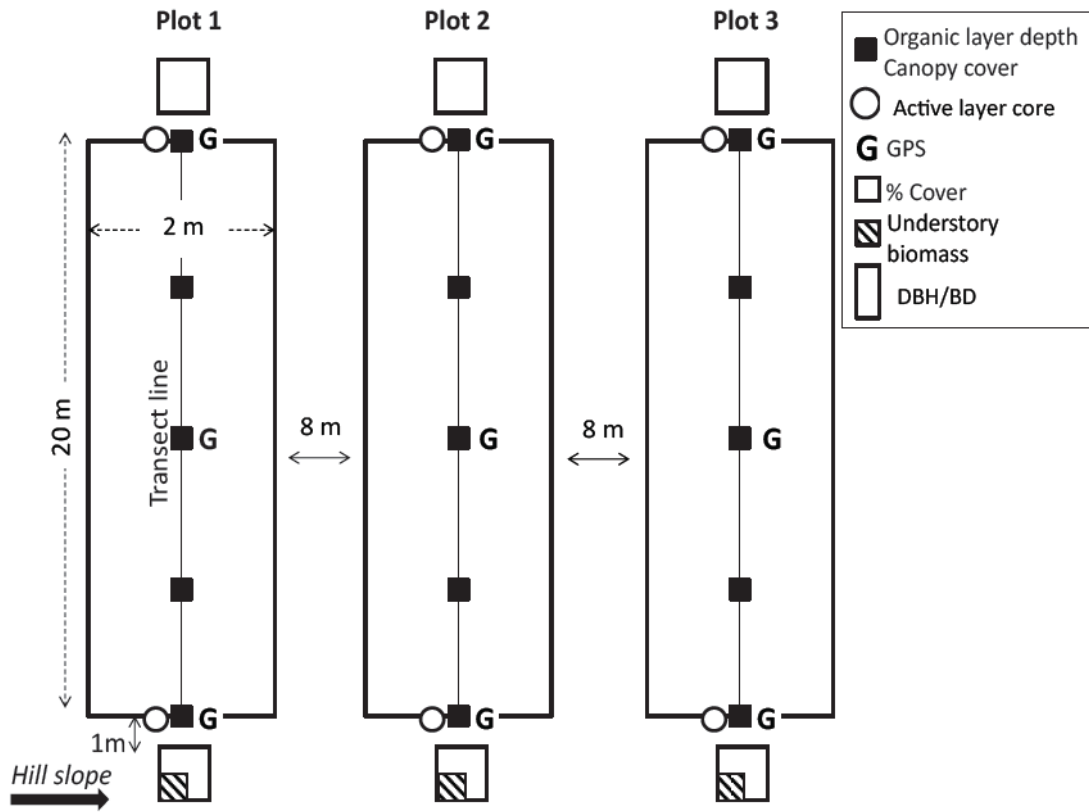 Plot 1
Plot 2
Plot 3
Organic layer depth
Canopy cover
Active layer core
G GPS
% Cover
Understory
biomass
DBH/BD
G
G
G
2 m
20 m
Transect line
G
8 m
G
8 m
G
G
G
G
1m
Hill slope